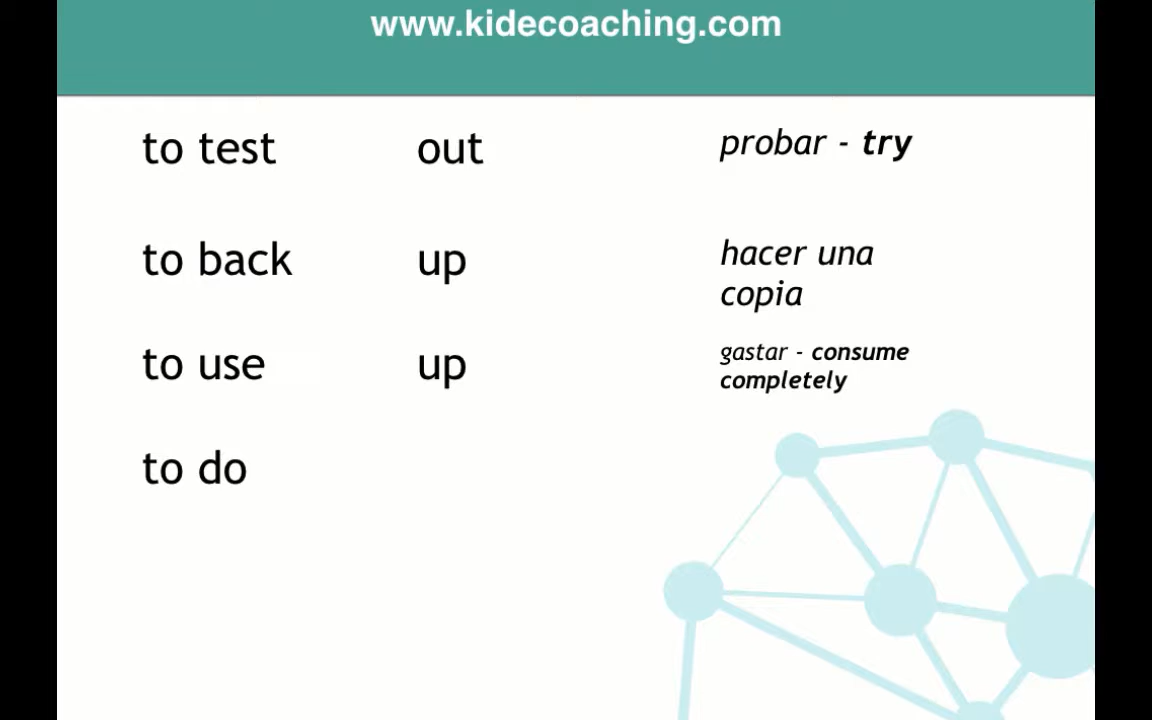 www.kidecoaching.com
to test out probar - try
to back up hacer una
copia
to use up gastar - consume
completely
to do